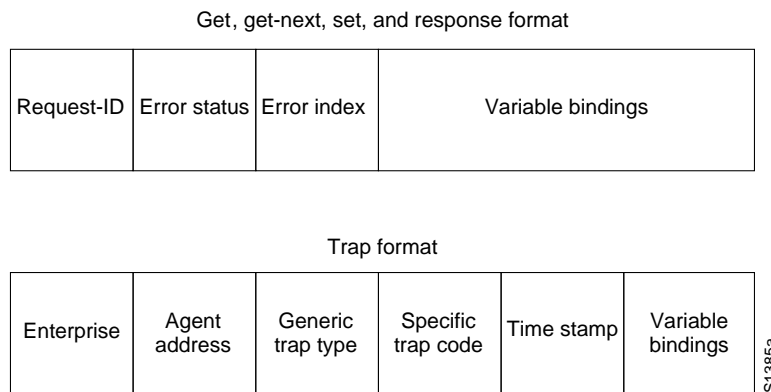 Get, get-next, set, and response format
Request-ID Error status Error index Variable bindings
Trap format
Enterprise Agent address Generic trap type Specific trap code Time stamp Variable bindings
S1385a